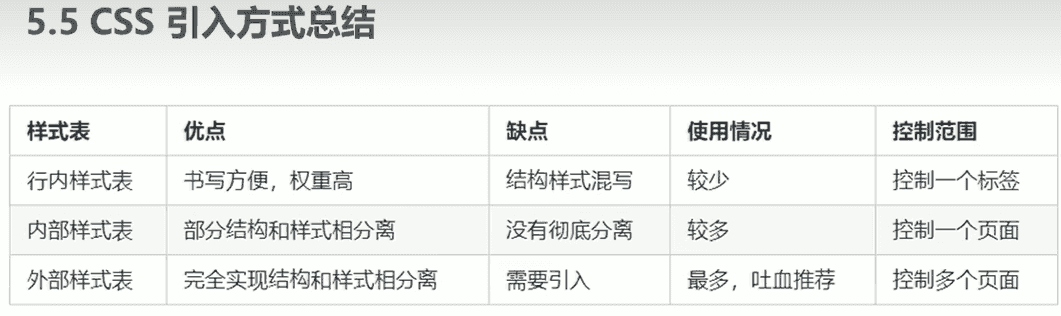 5.5 CSS 引入方式总结
样式表 优点 缺点 使用情况 控制范围
行内样式表 书写方便，权重高 结构样式混写 较少 控制一个标签
内部样式表 部分结构和样式相分离 没有彻底分离 较多 控制一个页面
外部样式表 完全实现结构和样式相分离 需要引入 最多，吐血推荐 控制多个页面